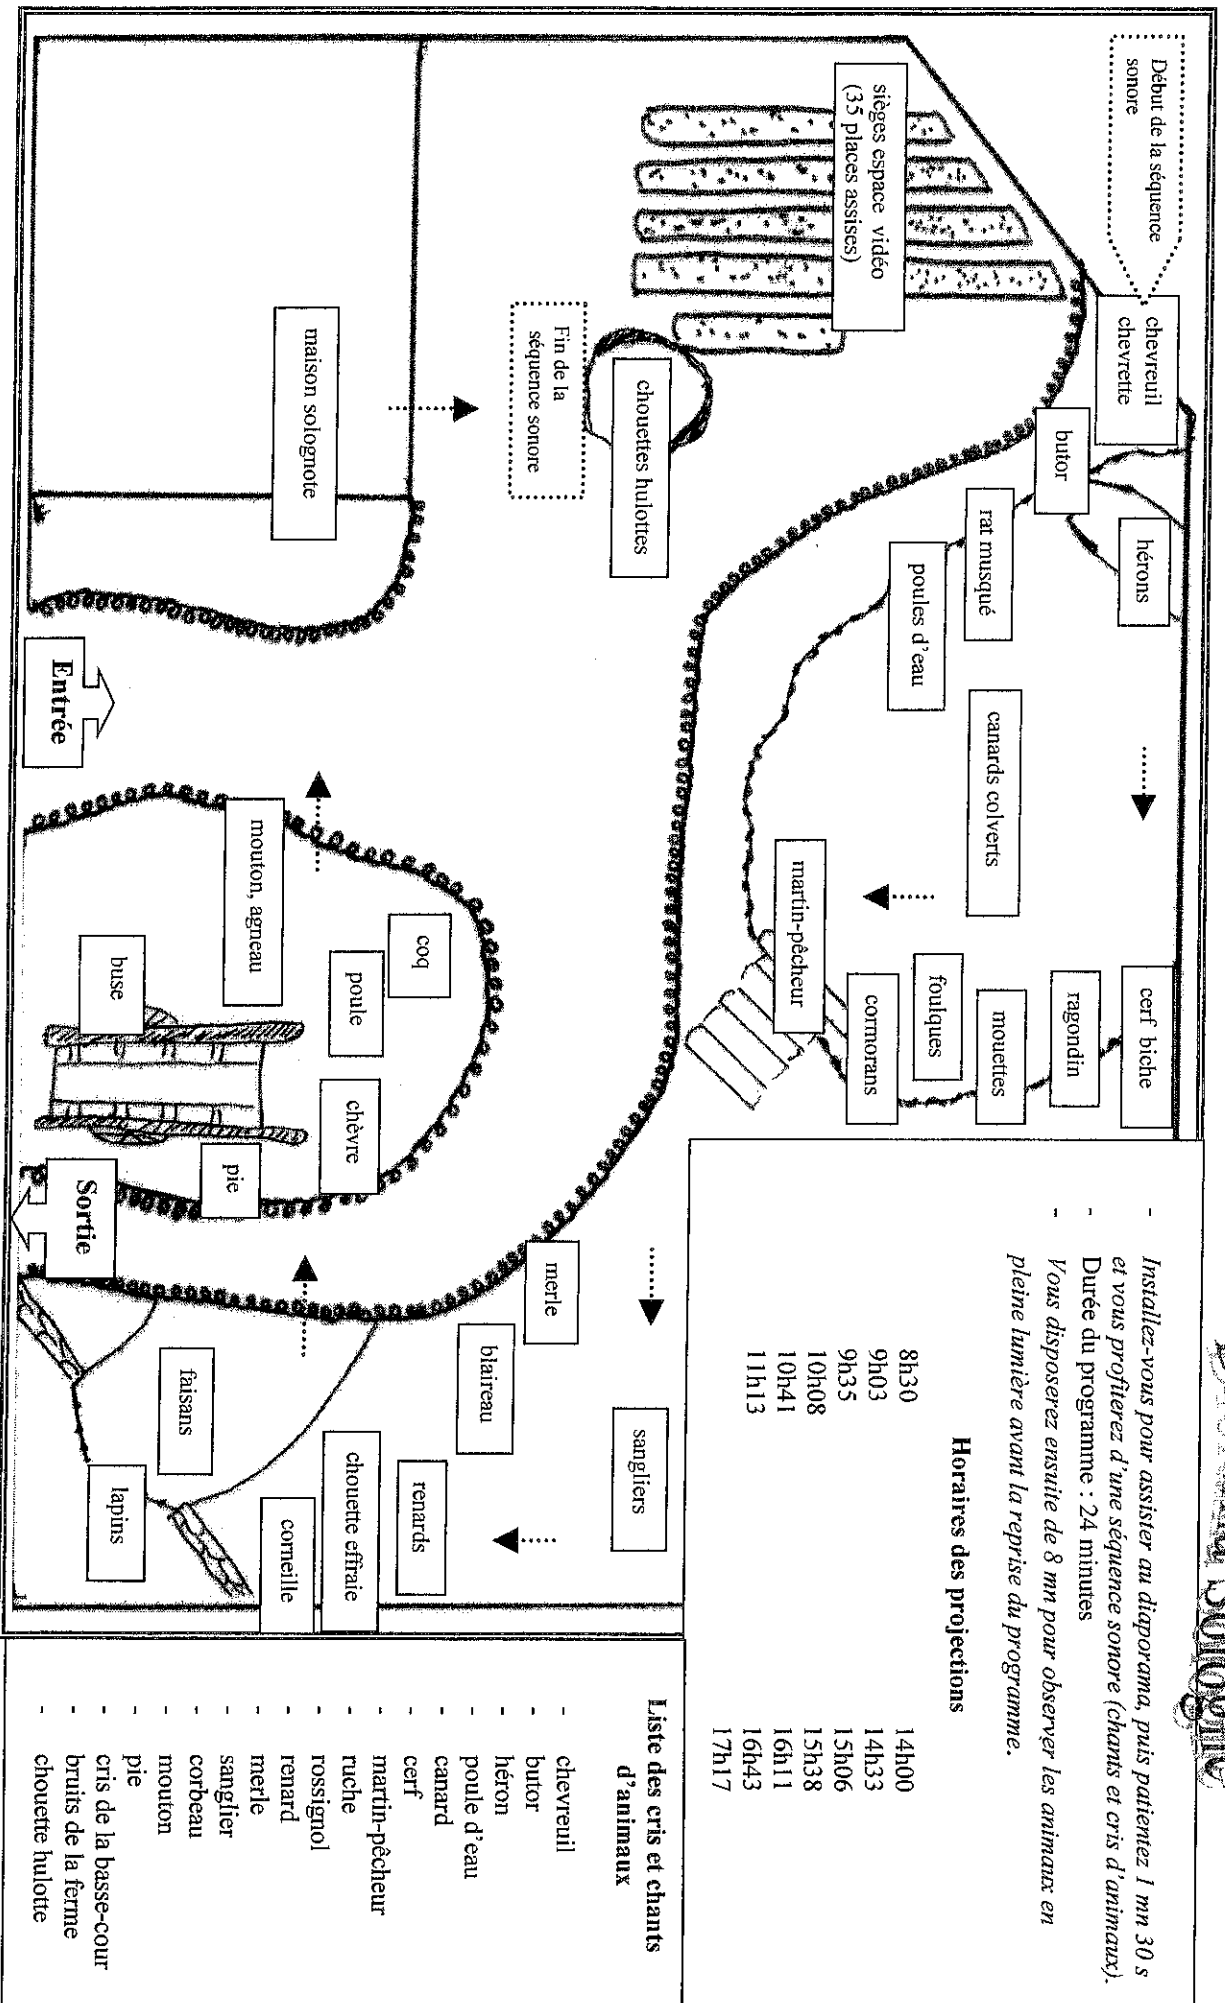 Sologne
- Installez-vous pour assister au diaporama, puis patientez 1 mn 30 s
et vous profiterez d'une séquence sonore (chants et cris d'animaux).
- Durée du programme : 24 minutes
- Vous disposerez ensuite de 8 mn pour observer les animaux en
pleine lumière avant la reprise du programme.
Horaires des projections
8h30 14h00
9h03 14h33
9h35 15h06
10h08 15h38
10h41 16h11
11h13 16h43
17h17
Début de la séquence
sonore
chevreuil
chevrette
hérons
butor
rat musqué
poules d'eau
canards colverts
cerf biche
ragondin
mouettes
foulques
cormorans
martin-pêcheur
sièges espace vidéo
(35 places assises)
chouettes hulottes
Fin de la
séquence sonore
maison solognote
Entrée
mouton, agneau
coq
poule
chèvre
buse
pie
Sortie
merle
sangliers
blaireau
renards
chouette effraie
corneille
faisans
lapins
Liste des cris et chants
d'animaux
- chevreuil
- butor
- héron
- poule d'eau
- canard
- cerf
- martin-pêcheur
- ruche
- rossignol
- renard
- merle
- sanglier
- corbeau
- mouton
- pie
- cris de la basse-cour
- bruits de la ferme
- chouette hulotte